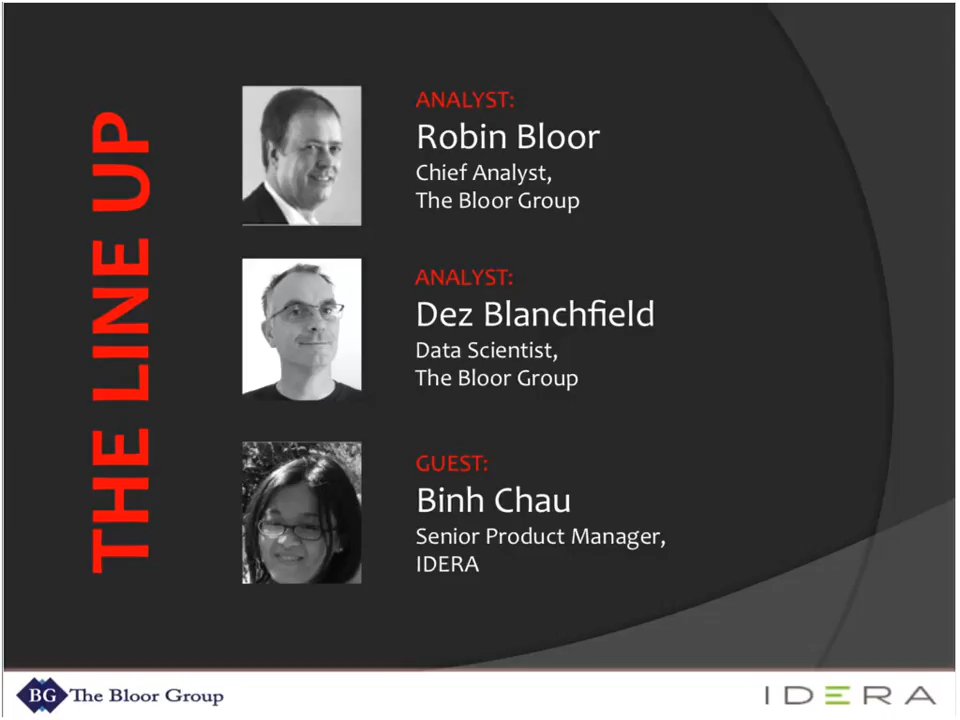 THE LINE UP
ANALYST:
Robin Bloor
Chief Analyst,
The Bloor Group
ANALYST:
Dez Blanchfield
Data Scientist,
The Bloor Group
GUEST:
Binh Chau
Senior Product Manager,
IDERA
BG The Bloor Group
IDERA